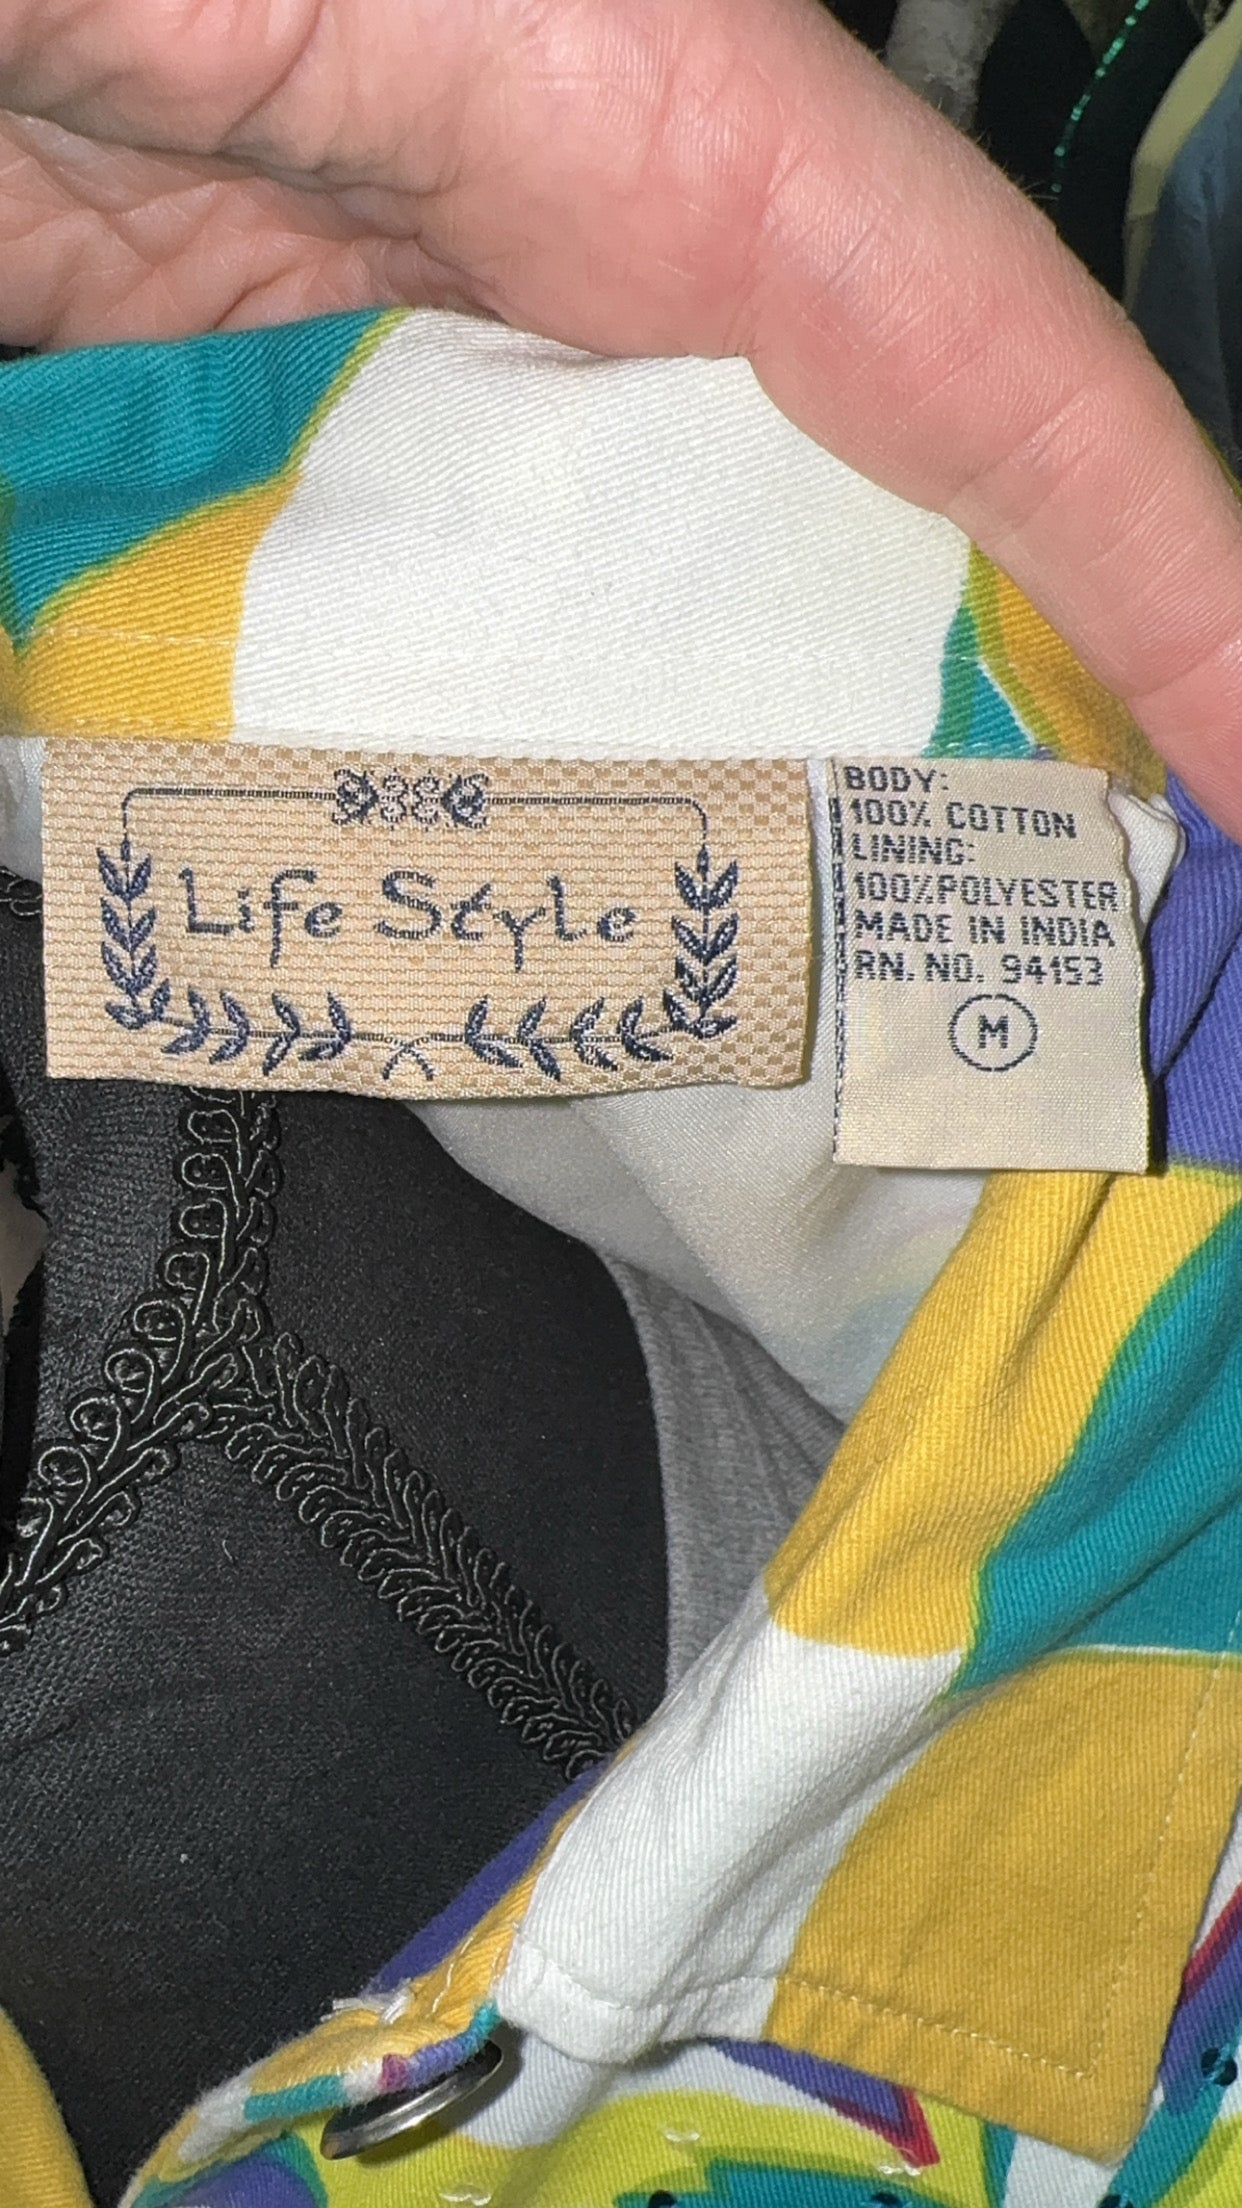 Life Style
BODY:
100% COTTON
LINING:
100%POLYESTER
MADE IN INDIA
RN. NO. 94153
M